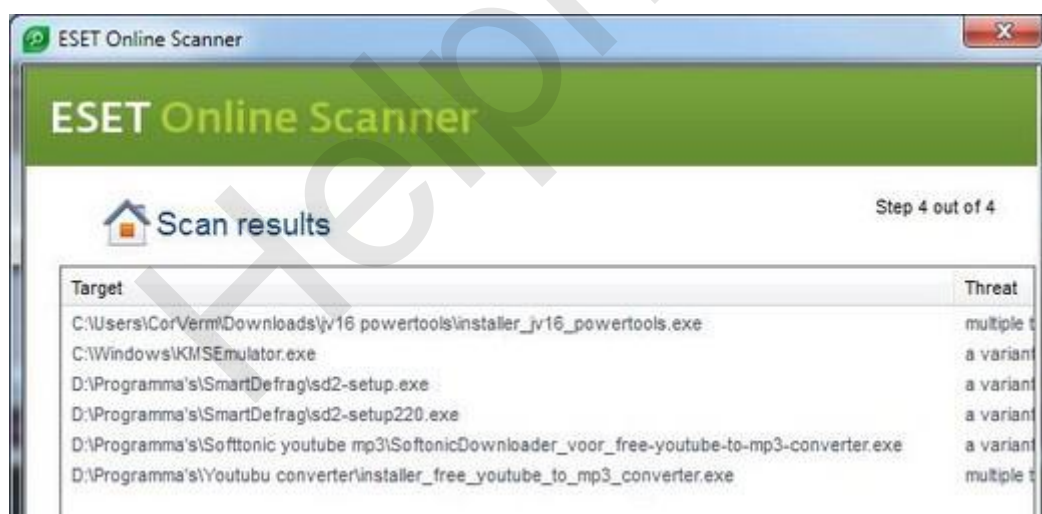 ESET Online Scanner
X
ESET Online Scanner
Scan results
Step 4 out of 4
Target Threat
C:\Users\CorVerm\Downloads\jv16 powertools\installer_jv16_powertools.exe multiple t
C:\Windows\KMSEmulator.exe a variant
D:\Programma's\SmartDefrag\sd2-setup.exe a variant
D:\Programma's\SmartDefrag\sd2-setup220.exe a variant
D:\Programma's\Softtonic youtube mp3\SoftonicDownloader_voor_free-youtube-to-mp3-converter.exe a variant
D:\Programma's\Youtubu converter\installer_free_youtube_to_mp3_converter.exe multiple t